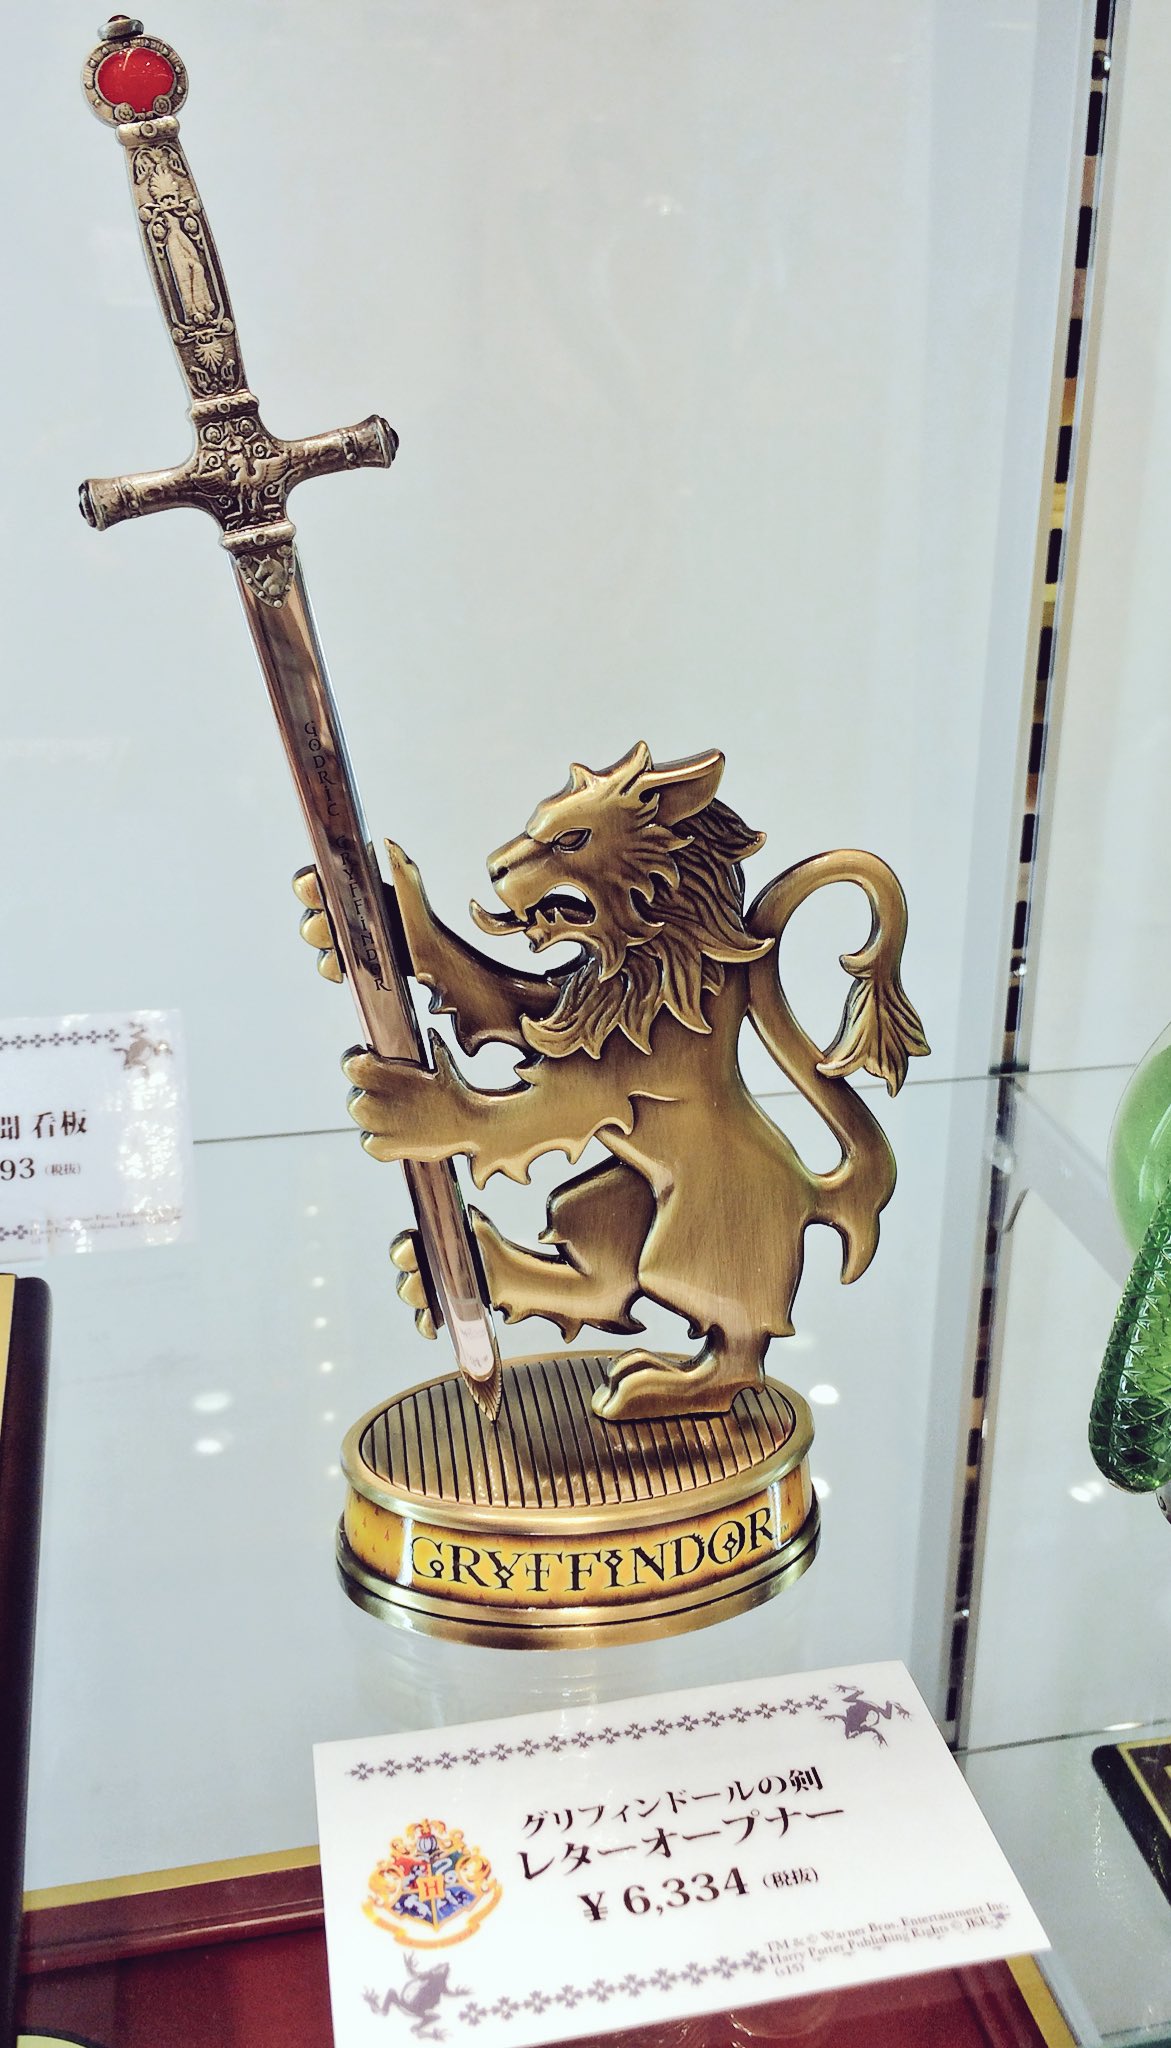 GODRIC GRYFFINDOR
聞 看板
93 (税抜)
GRYFFINDOR
グリフィンドールの剣
レターオープナー
¥ 6,334 (税抜)
H
TM & © Warner Bros. Entertainment Inc.
Harry Potter Publishing Rights © JKR.
(s15)